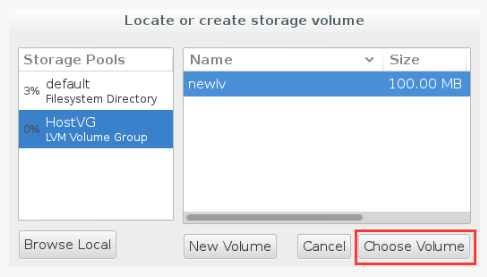 Locate or create storage volume
Storage Pools
Name Size
3% default
Filesystem Directory
0% HostVG
LVM Volume Group
newlv 100.00 MB
Browse Local New Volume Cancel Choose Volume